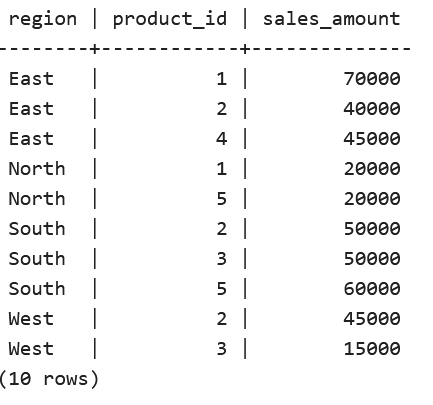 region | product_id | sales_amount
--------+------------+--------------
East   |          1 |        70000
East   |          2 |        40000
East   |          4 |        45000
North  |          1 |        20000
North  |          5 |        20000
South  |          2 |        50000
South  |          3 |        50000
South  |          5 |        60000
West   |          2 |        45000
West   |          3 |        15000
(10 rows)